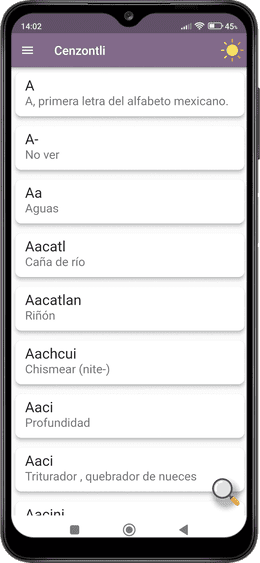 14:02
45%
Cenzontli
A
A, primera letra del alfabeto mexicano.
A-
No ver
Aa
Aguas
Aacatl
Caña de río
Aacatlan
Riñón
Aachcui
Chismear (nite-)
Aaci
Profundidad
Aaci
Triturador , quebrador de nueces